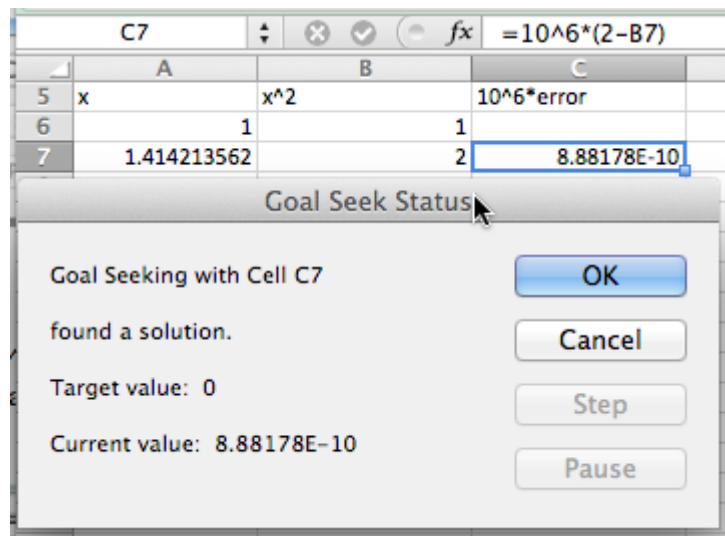 C7 fx =10^6*(2-B7)
A B C
5 x x^2 10^6*error
6 1 1
7 1.414213562 2 8.88178E-10
Goal Seek Status
Goal Seeking with Cell C7
found a solution.
Target value: 0
Current value: 8.88178E-10
OK
Cancel
Step
Pause